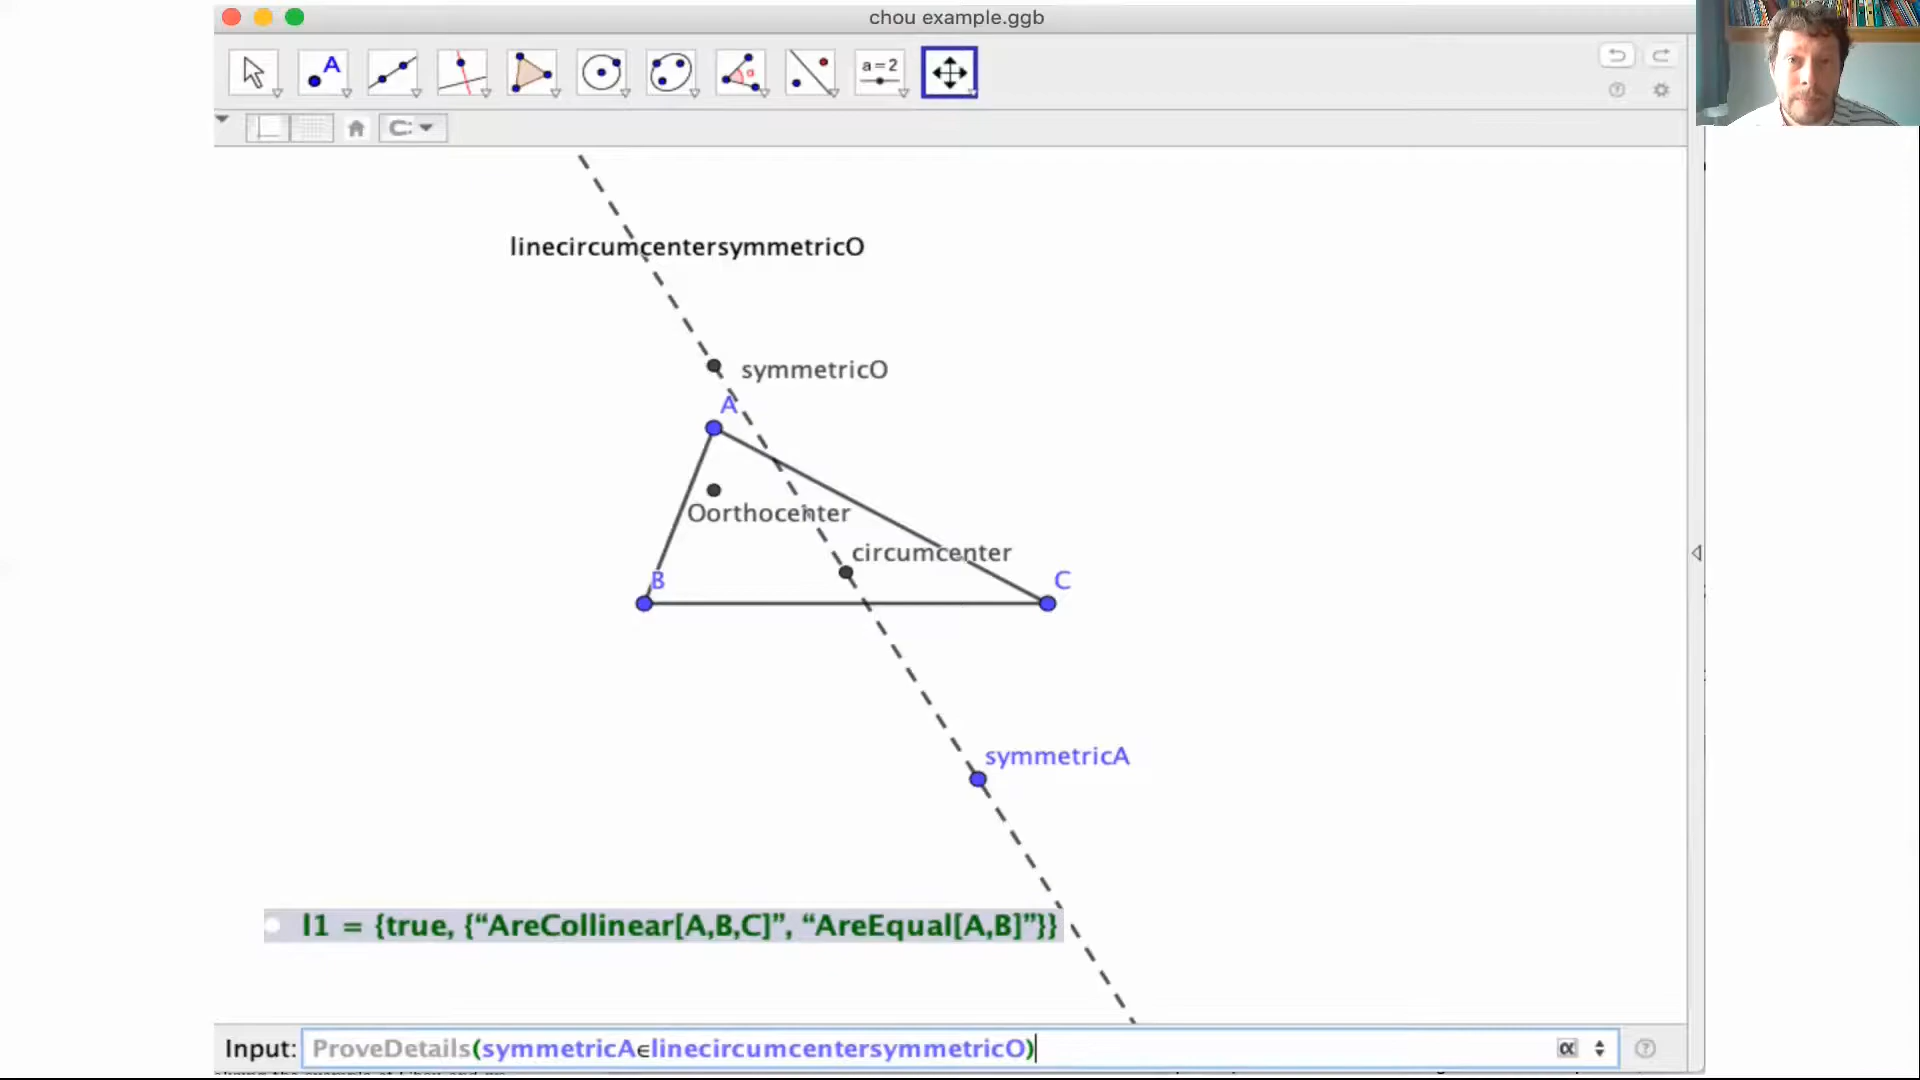 chou example.ggb
A
a=2
α
linecircumcentersymmetricO
symmetricO
A
Oorthocenter
circumcenter
B
C
symmetricA
l1 = {true, {“AreCollinear[A,B,C]”, “AreEqual[A,B]”}}
Input: ProveDetails(symmetricA∈linecircumcentersymmetricO)
α